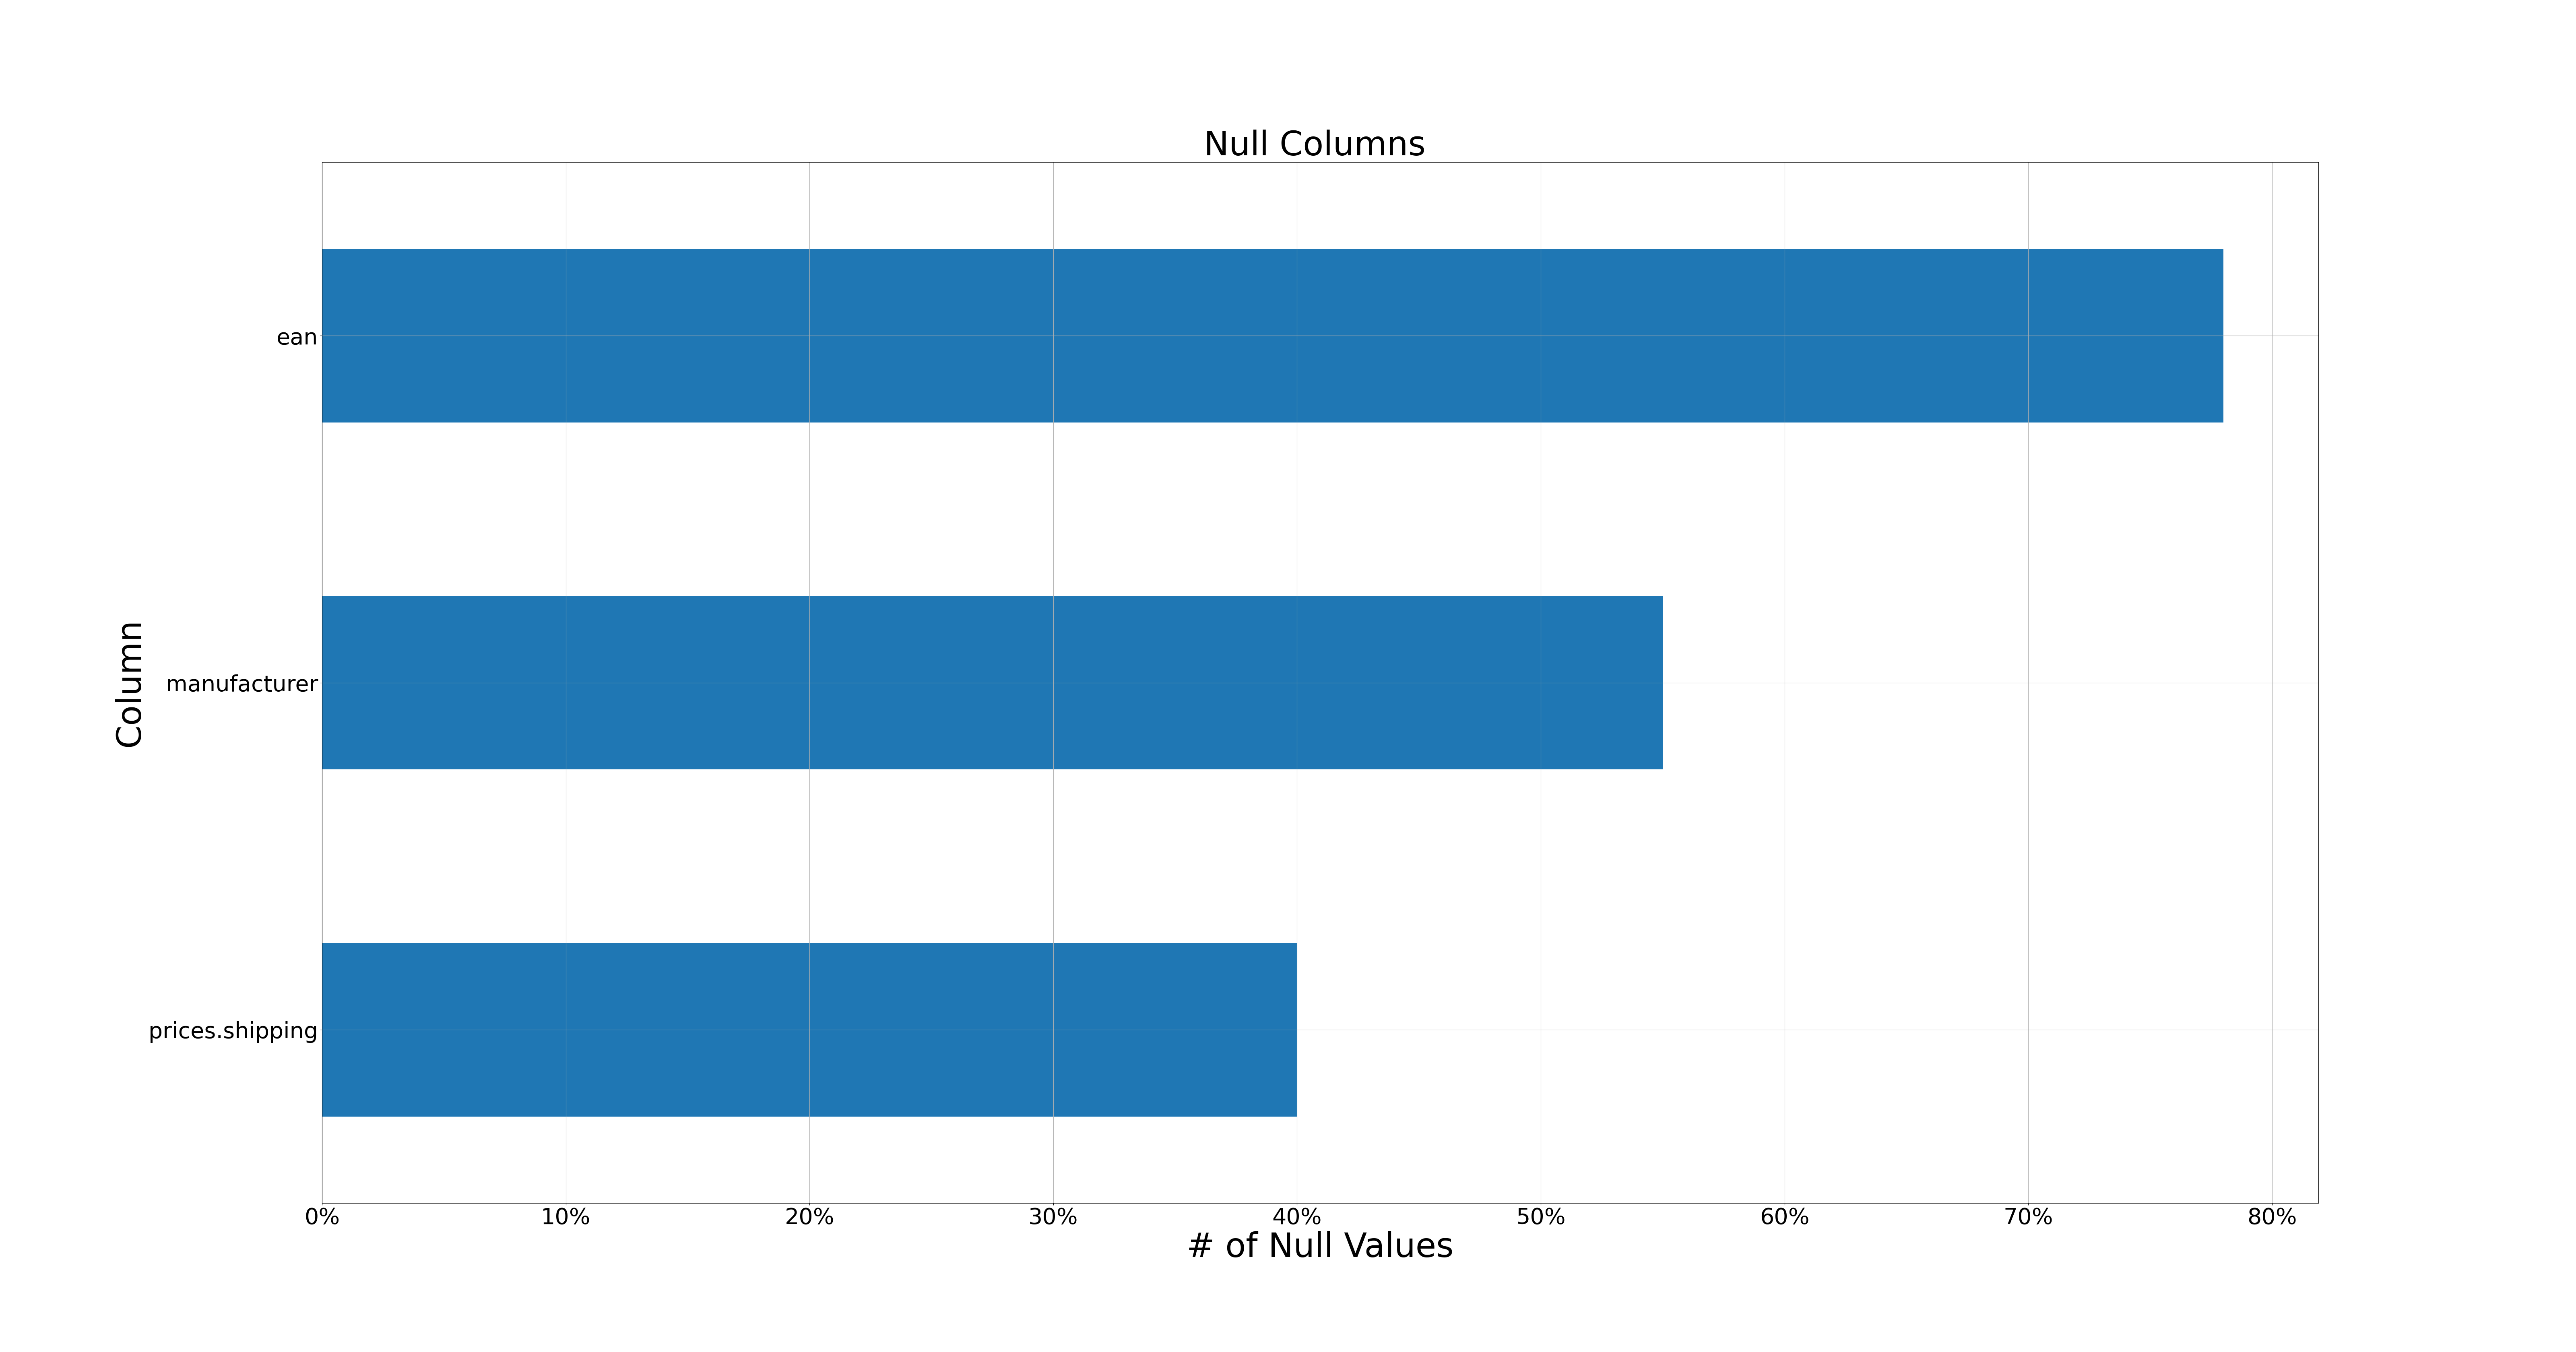 Null Columns
ean
manufacturer
prices.shipping
Column
0% 10% 20% 30% 40% 50% 60% 70% 80%
# of Null Values